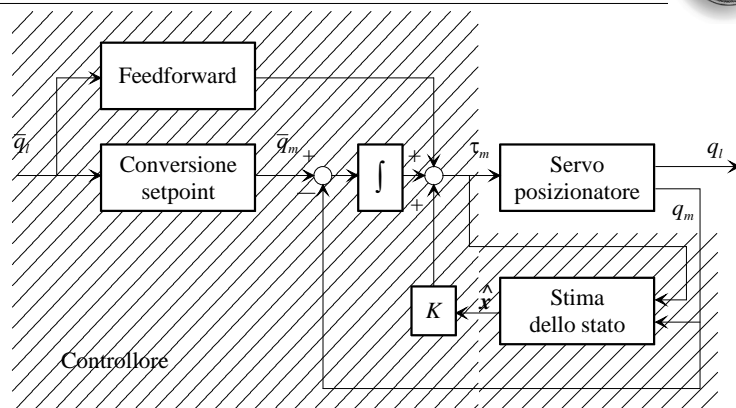 Feedforward
q̅l
q̅m
+
−
Conversione
setpoint
∫
+
+
τm
Servo
posizionatore
ql
qm
K
x̂
Stima
dello stato
Controllore